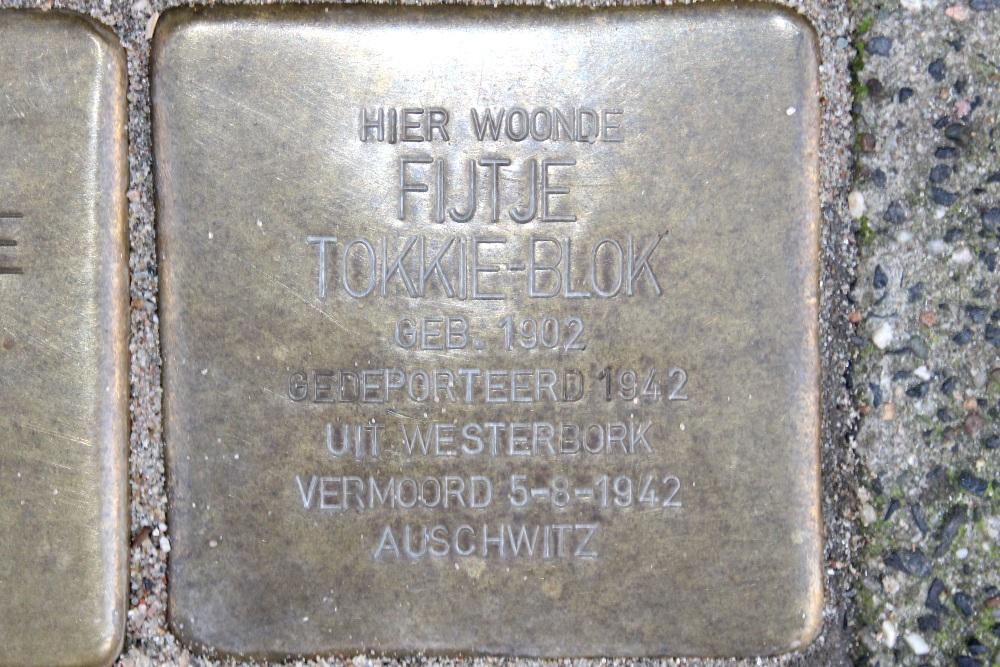 HIER WOONDE
FIJTJE
TOKKIE-BLOK
GEB. 1902
GEDEPORTEERD 1942
UIT WESTERBORK
VERMOORD 5-8-1942
AUSCHWITZ